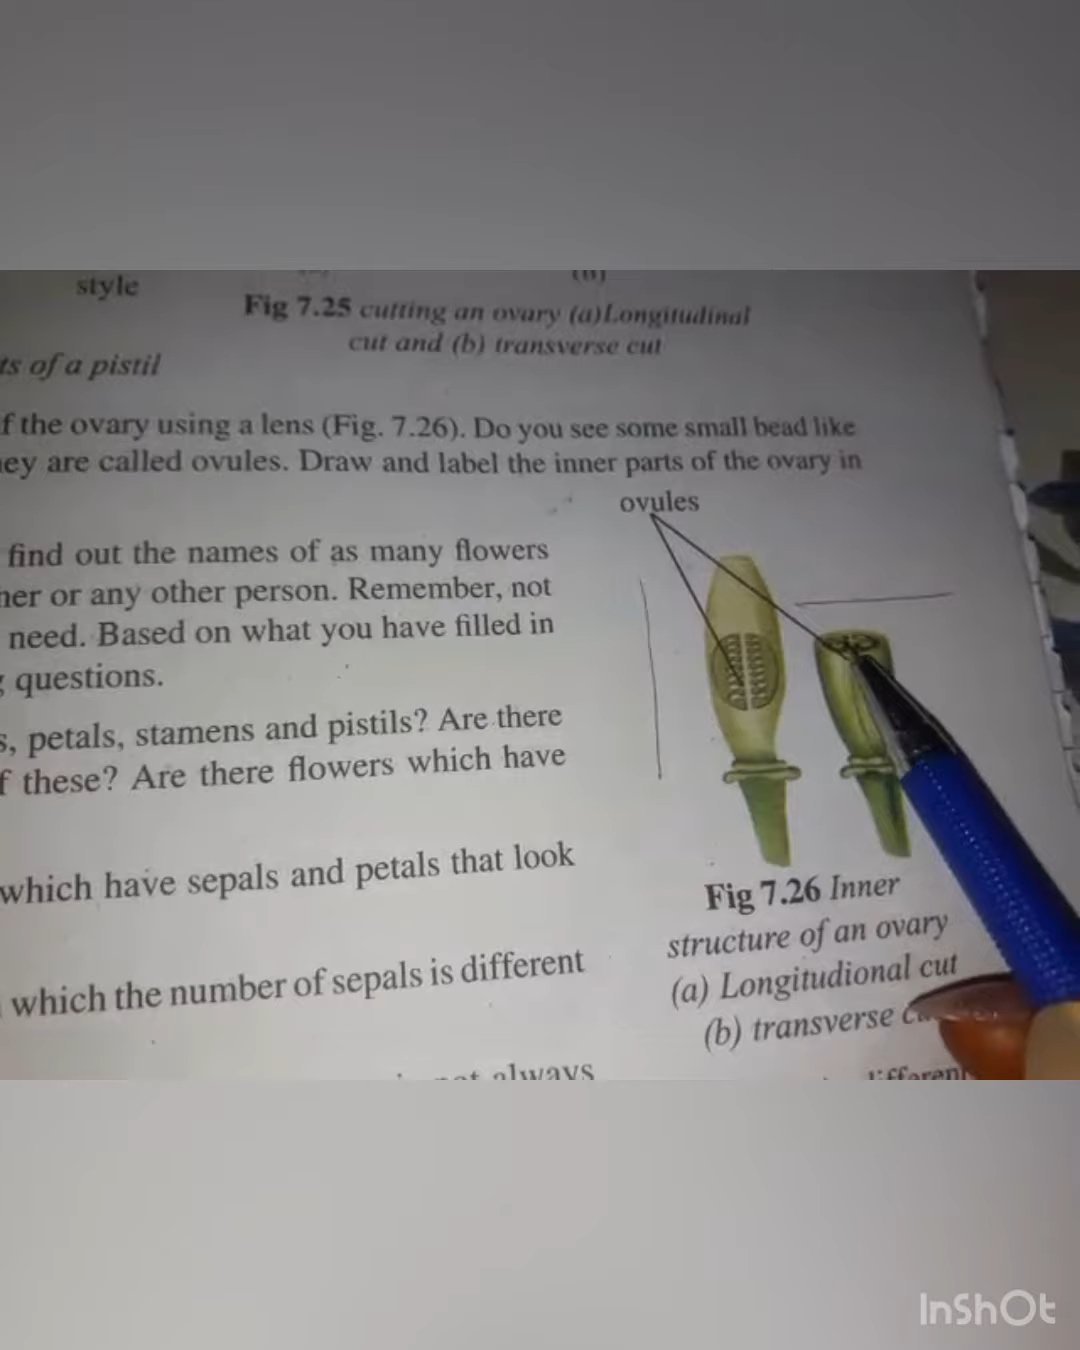 style
Fig 7.25 cutting an ovary (a)Longitudinal
cut and (b) transverse cut
ts of a pistil
f the ovary using a lens (Fig. 7.26). Do you see some small bead like
ey are called ovules. Draw and label the inner parts of the ovary in
ovules
find out the names of as many flowers
her or any other person. Remember, not
need. Based on what you have filled in
questions.
s, petals, stamens and pistils? Are there
f these? Are there flowers which have
which have sepals and petals that look
which the number of sepals is different
always
Fig 7.26 Inner
structure of an ovary
(a) Longitudional cut
(b) transverse
InShOt